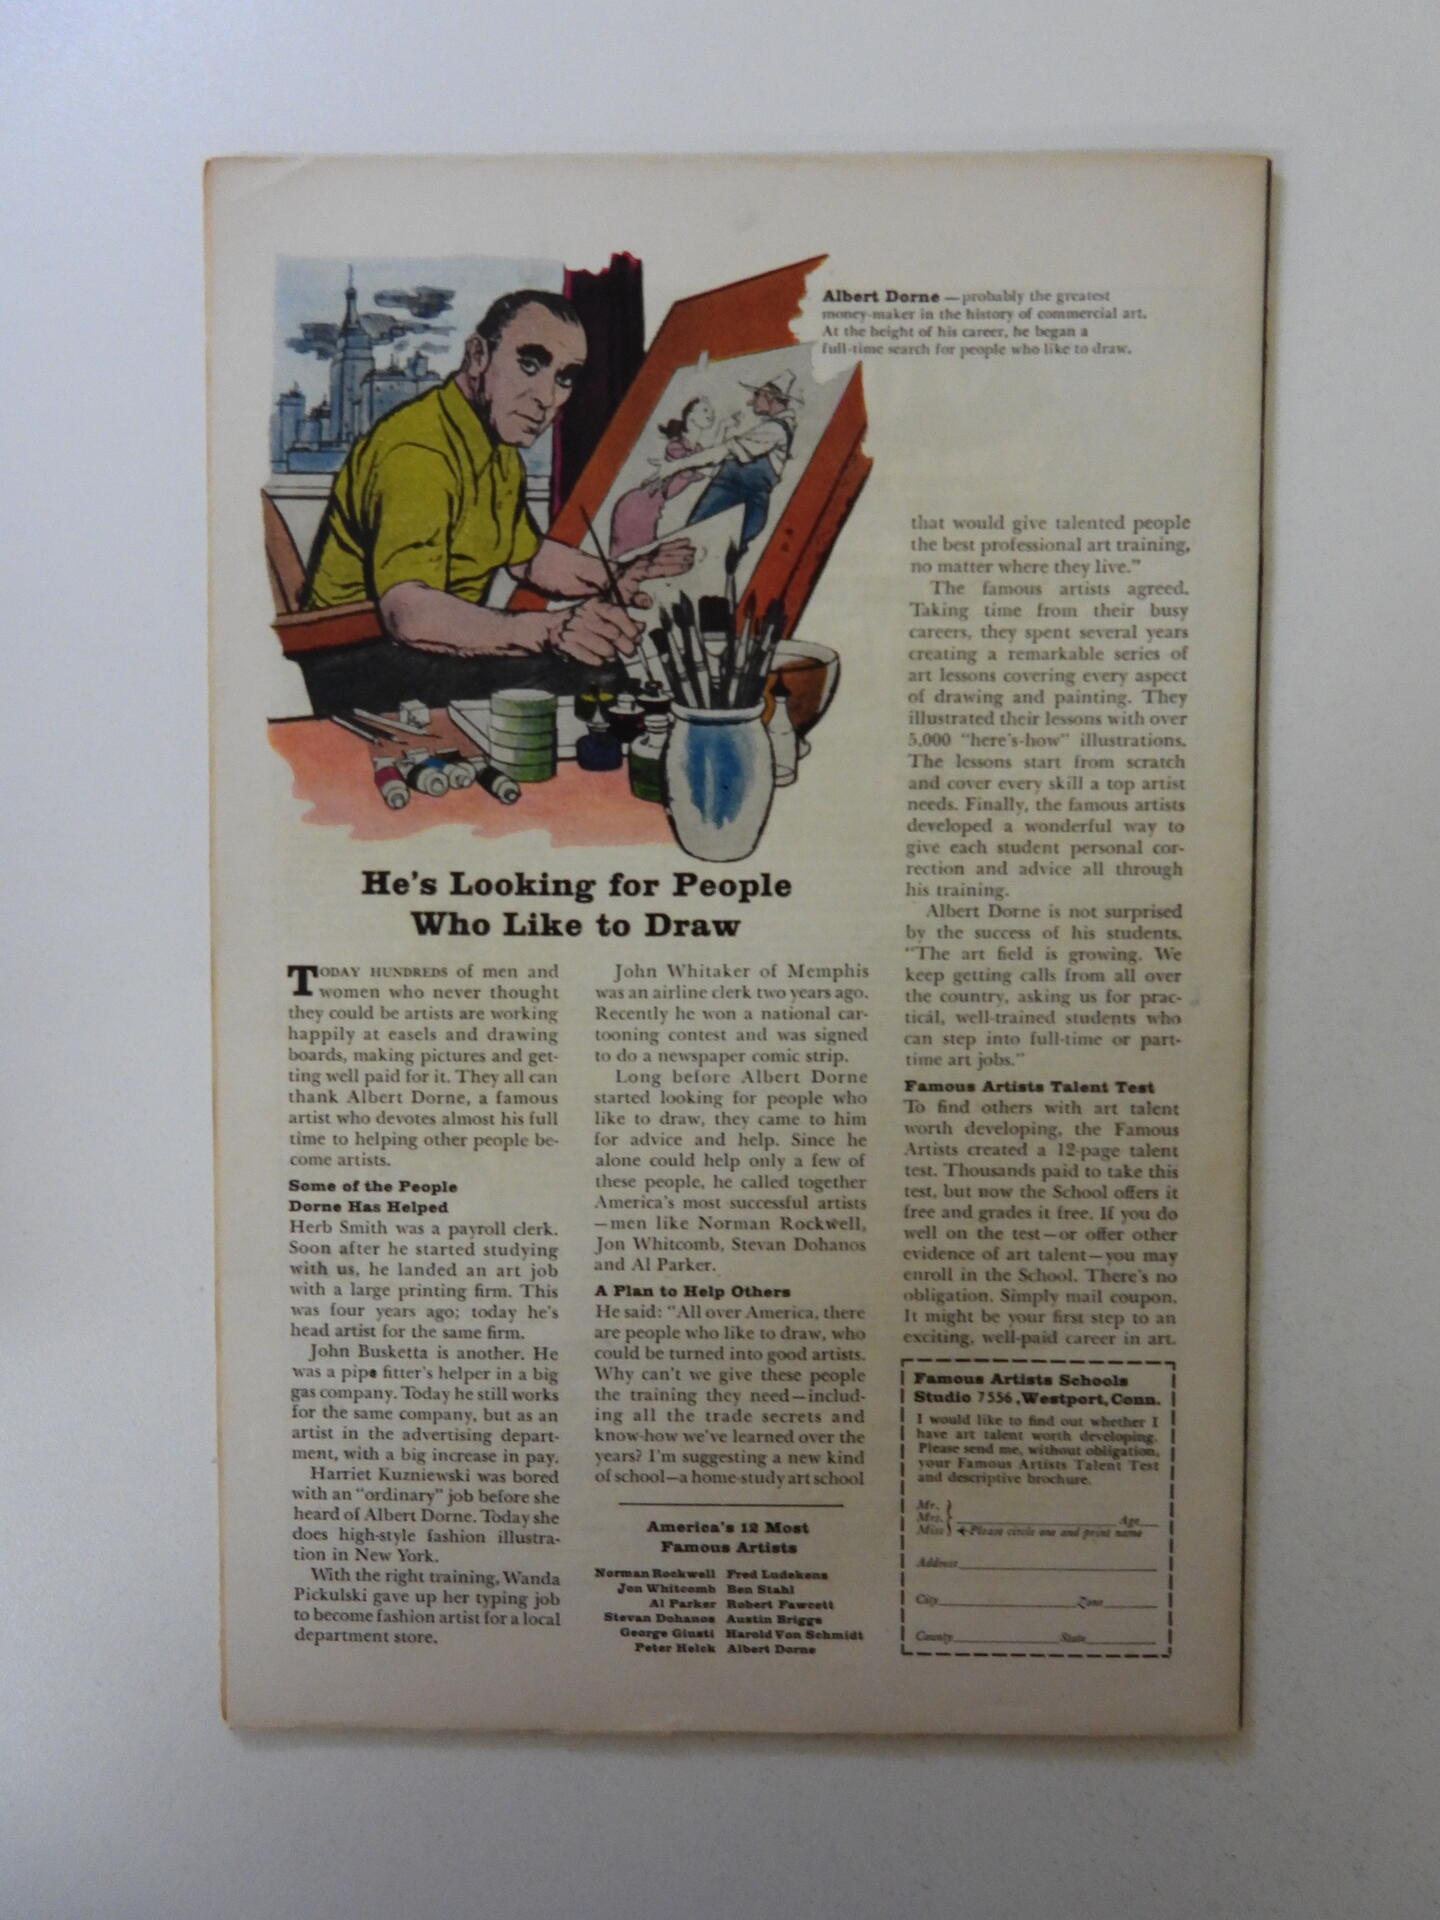 Albert Dorne — probably the greatest
money-maker in the history of commercial art.
At the height of his career, he began a
full-time search for people who like to draw.
He's Looking for People
Who Like to Draw
TODAY HUNDREDS of men and
women who never thought
they could be artists are working
happily at easels and drawing
boards, making pictures and get-
ting well paid for it. They all can
thank Albert Dorne, a famous
artist who devotes almost his full
time to helping other people be-
come artists.
Some of the People
Dorne Has Helped
Herb Smith was a payroll clerk.
Soon after he started studying
with us, he landed an art job
with a large printing firm. This
was four years ago; today he's
head artist for the same firm.
John Busketta is another. He
was a pipe fitter's helper in a big
gas company. Today he still works
for the same company, but as an
artist in the advertising depart-
ment, with a big increase in pay.
Harriet Kuzniewski was bored
with an "ordinary" job before she
heard of Albert Dorne. Today she
does high-style fashion illustra-
tion in New York.
With the right training, Wanda
Pickulski gave up her typing job
to become fashion artist for a local
department store.
John Whitaker of Memphis
was an airline clerk two years ago.
Recently he won a national car-
tooning contest and was signed
to do a newspaper comic strip.
Long before Albert Dorne
started looking for people who
like to draw, they came to him
for advice and help. Since he
alone could help only a few of
these people, he called together
America's most successful artists
—men like Norman Rockwell,
Jon Whitcomb, Stevan Dohanos
and Al Parker.
A Plan to Help Others
He said: "All over America, there
are people who like to draw, who
could be turned into good artists.
Why can't we give these people
the training they need—includ-
ing all the trade secrets and
know-how we've learned over the
years? I'm suggesting a new kind
of school—a home-study art school
America's 12 Most
Famous Artists
Norman Rockwell Fred Ludekens
Jon Whitcomb Ben Stahl
Al Parker Robert Fawcett
Stevan Dohanos Austin Briggs
George Giusti Harold Von Schmidt
Peter Helck Albert Dorne
that would give talented people
the best professional art training,
no matter where they live."
The famous artists agreed.
Taking time from their busy
careers, they spent several years
creating a remarkable series of
art lessons covering every aspect
of drawing and painting. They
illustrated their lessons with over
5,000 "here's-how" illustrations.
The lessons start from scratch
and cover every skill a top artist
needs. Finally, the famous artists
developed a wonderful way to
give each student personal cor-
rection and advice all through
his training.
Albert Dorne is not surprised
by the success of his students.
"The art field is growing. We
keep getting calls from all over
the country, asking us for prac-
tical, well-trained students who
can step into full-time or part-
time art jobs."
Famous Artists Talent Test
To find others with art talent
worth developing, the Famous
Artists created a 12-page talent
test. Thousands paid to take this
test, but now the School offers it
free and grades it free. If you do
well on the test—or offer other
evidence of art talent—you may
enroll in the School. There's no
obligation. Simply mail coupon.
It might be your first step to an
exciting, well-paid career in art.
Famous Artists Schools
Studio 7556, Westport, Conn.
I would like to find out whether I
have art talent worth developing.
Please send me, without obligation,
your Famous Artists Talent Test
and descriptive brochure.
Mr.
Mrs. Age
Miss Please circle one and print name
Address
City Zone
County State